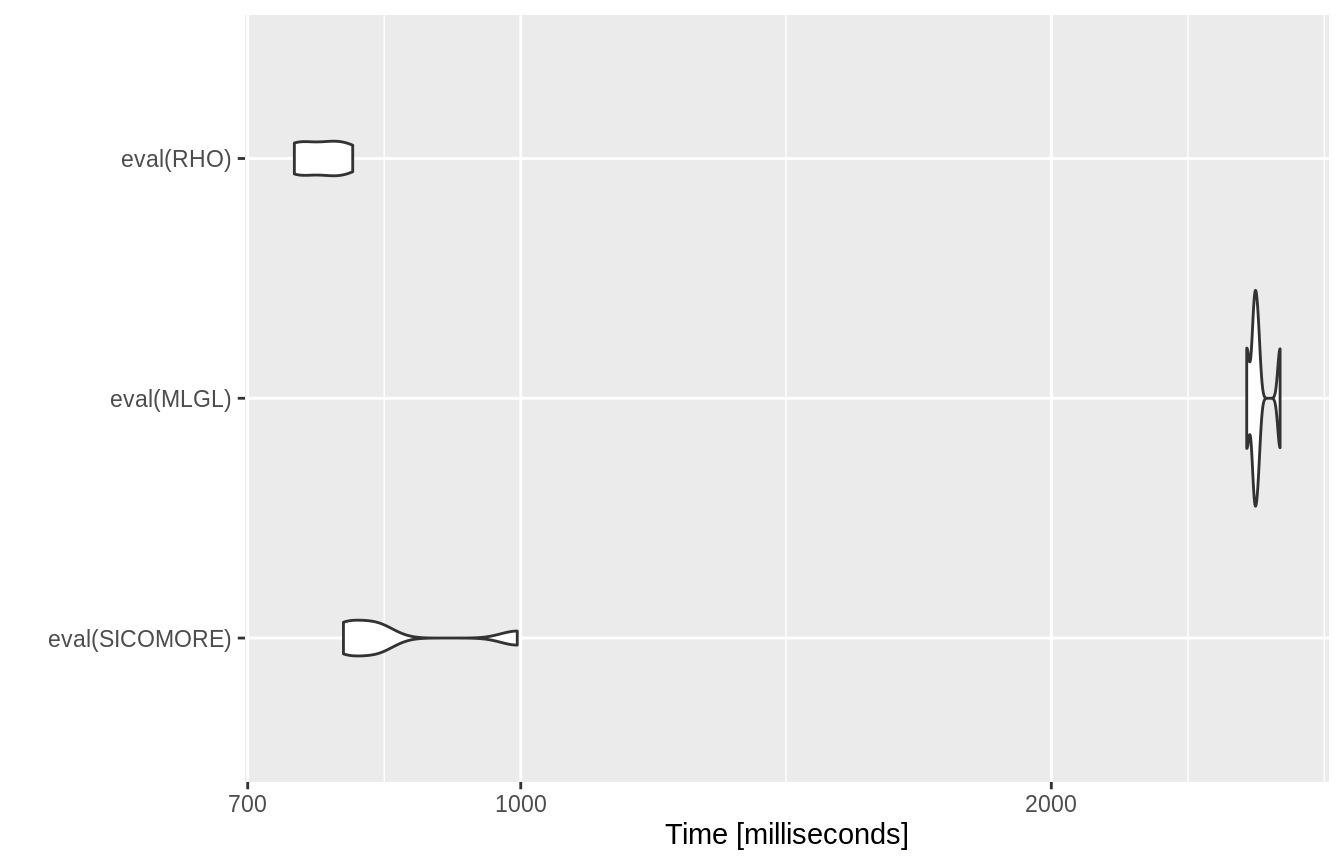 eval(RHO)
eval(MLGL)
eval(SICOMORE)
700 1000 2000
Time [milliseconds]